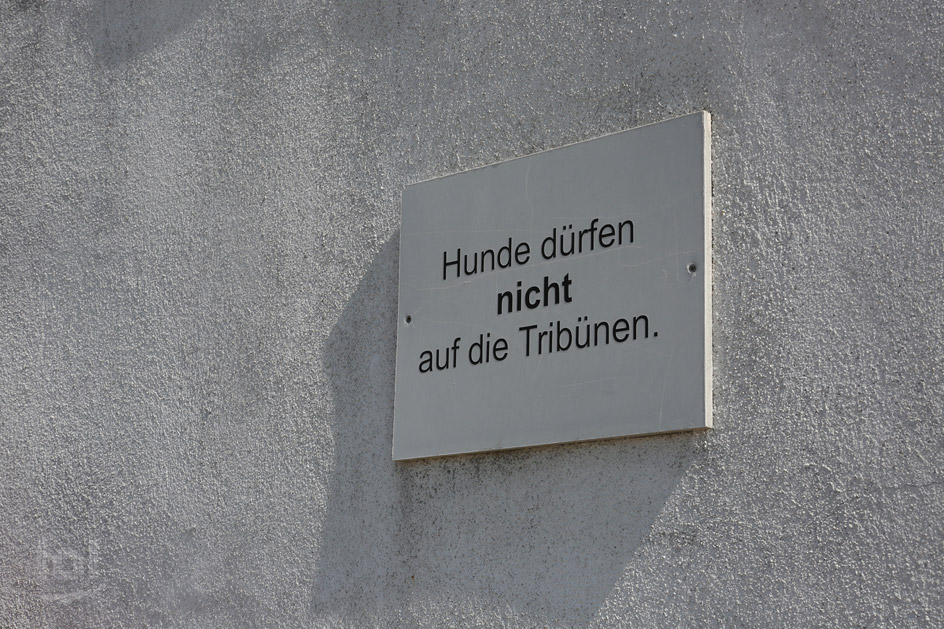 Hunde dürfen
nicht
auf die Tribünen.